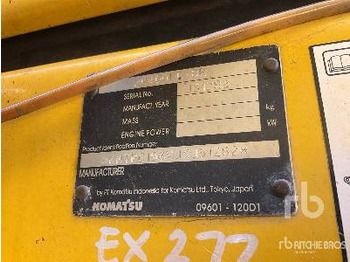 SERIAL No.
MANUFACT. YEAR
MASS kg
ENGINE POWER kW
Product Identification Number
MANUFACTURER
by PT Komatsu Indonesia for Komatsu Ltd., Tokyo, Japan
KOMATSU 09601 - 120D1
EX 277
rb
ritchie bros